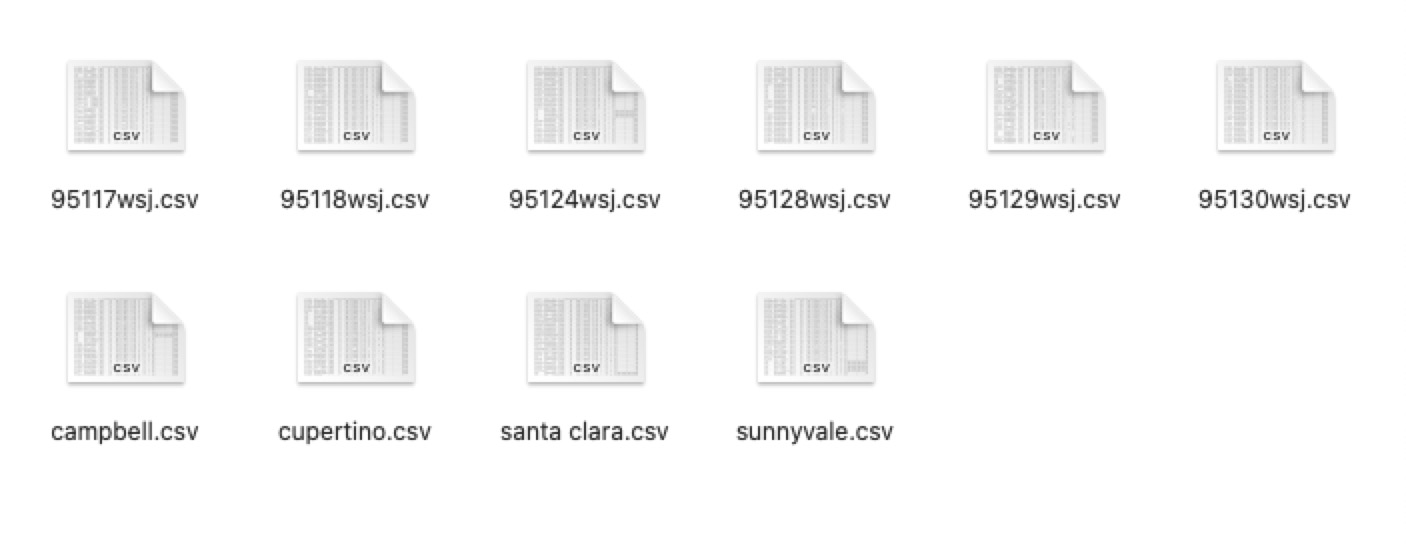 CSV CSV CSV CSV CSV CSV
95117wsj.csv 95118wsj.csv 95124wsj.csv 95128wsj.csv 95129wsj.csv 95130wsj.csv
CSV CSV CSV CSV
campbell.csv cupertino.csv santa clara.csv sunnyvale.csv